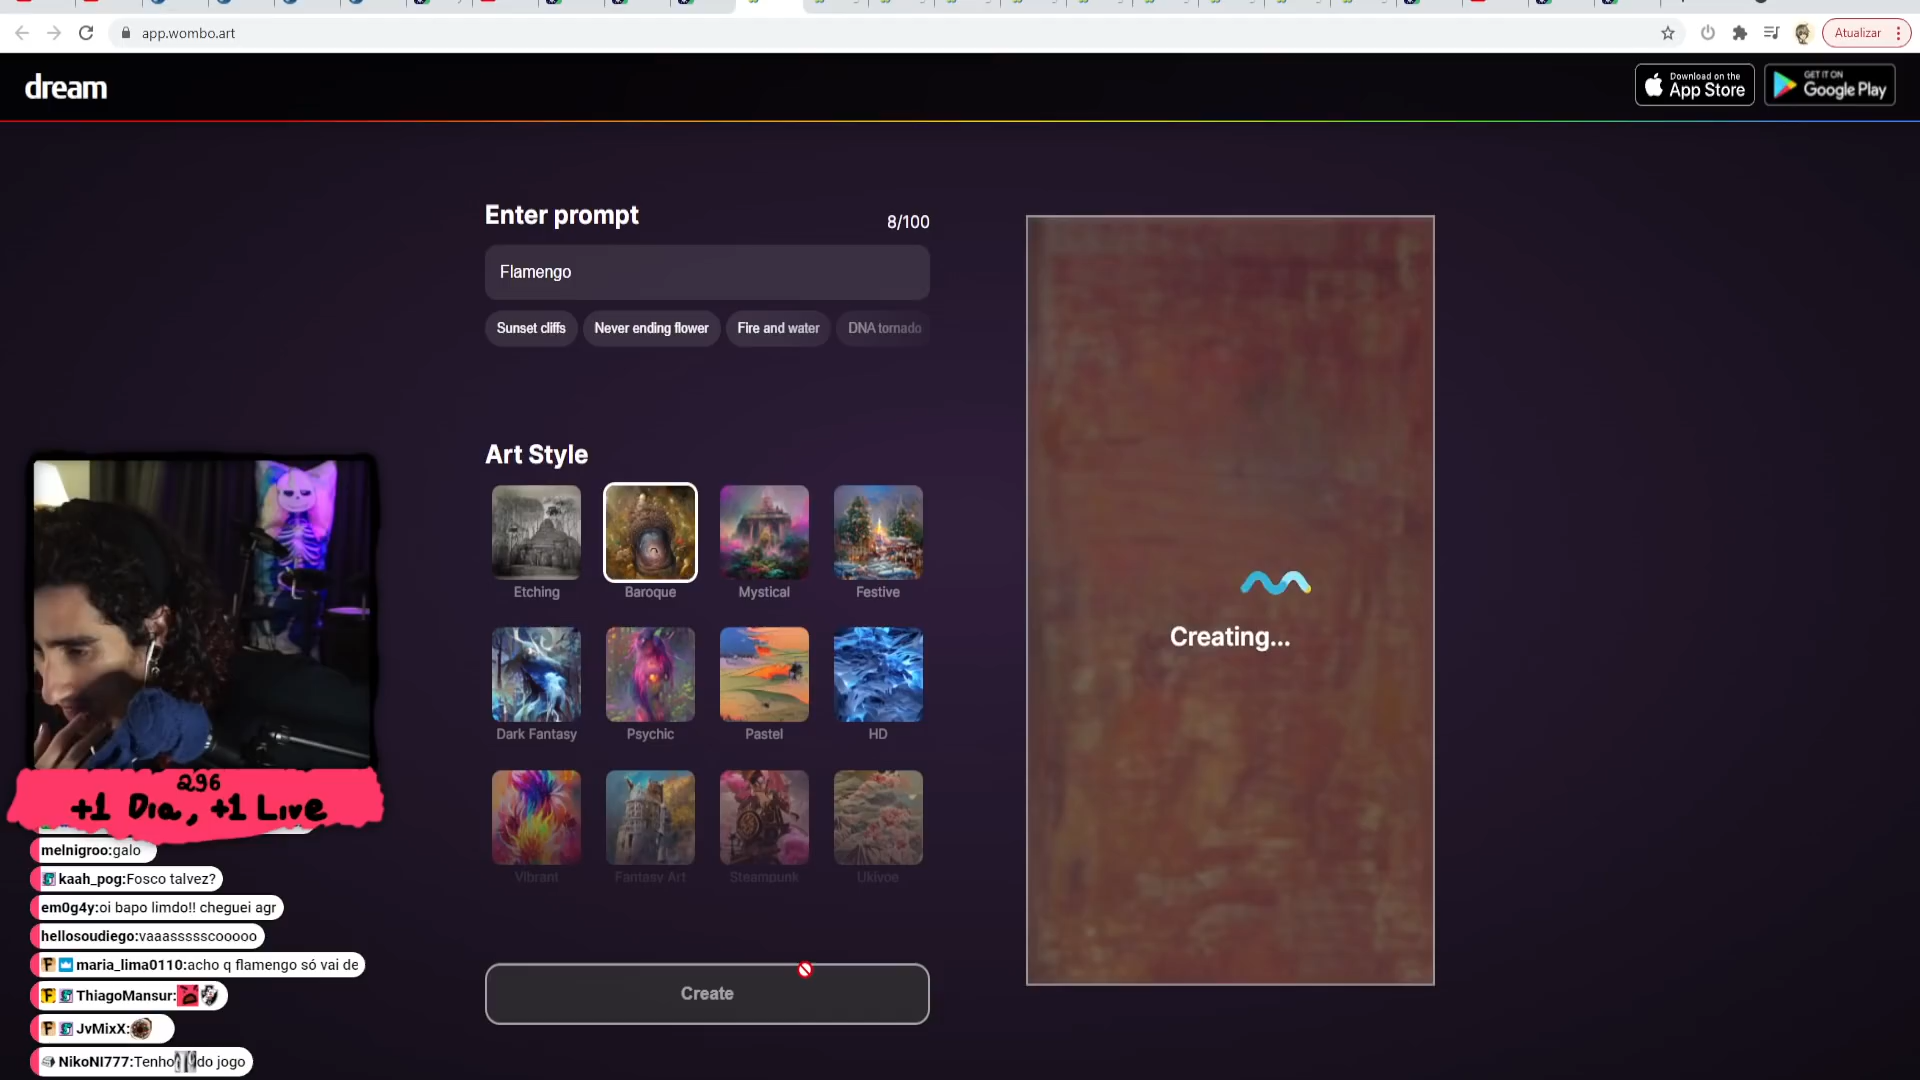 app.wombo.art
Atualizar
dream
Download on the
App Store
GET IT ON
Google Play
Enter prompt
8/100
Flamengo
Sunset cliffs
Never ending flower
Fire and water
DNA tornado
Art Style
Etching
Baroque
Mystical
Festive
Dark Fantasy
Psychic
Pastel
HD
Vibrant
Fantasy Art
Steampunk
Ukiyoe
Create
Creating...
296
+1 Dia, +1 Live
melnigroo:galo
kaah_pog:Fosco talvez?
em0g4y:oi bapo limdo!! cheguei agr
hellosoudiego:vaaassssscooooo
maria_lima0110:acho q flamengo só vai de
ThiagoMansur:
JvMixX:
NikoNI777:Tenho do jogo